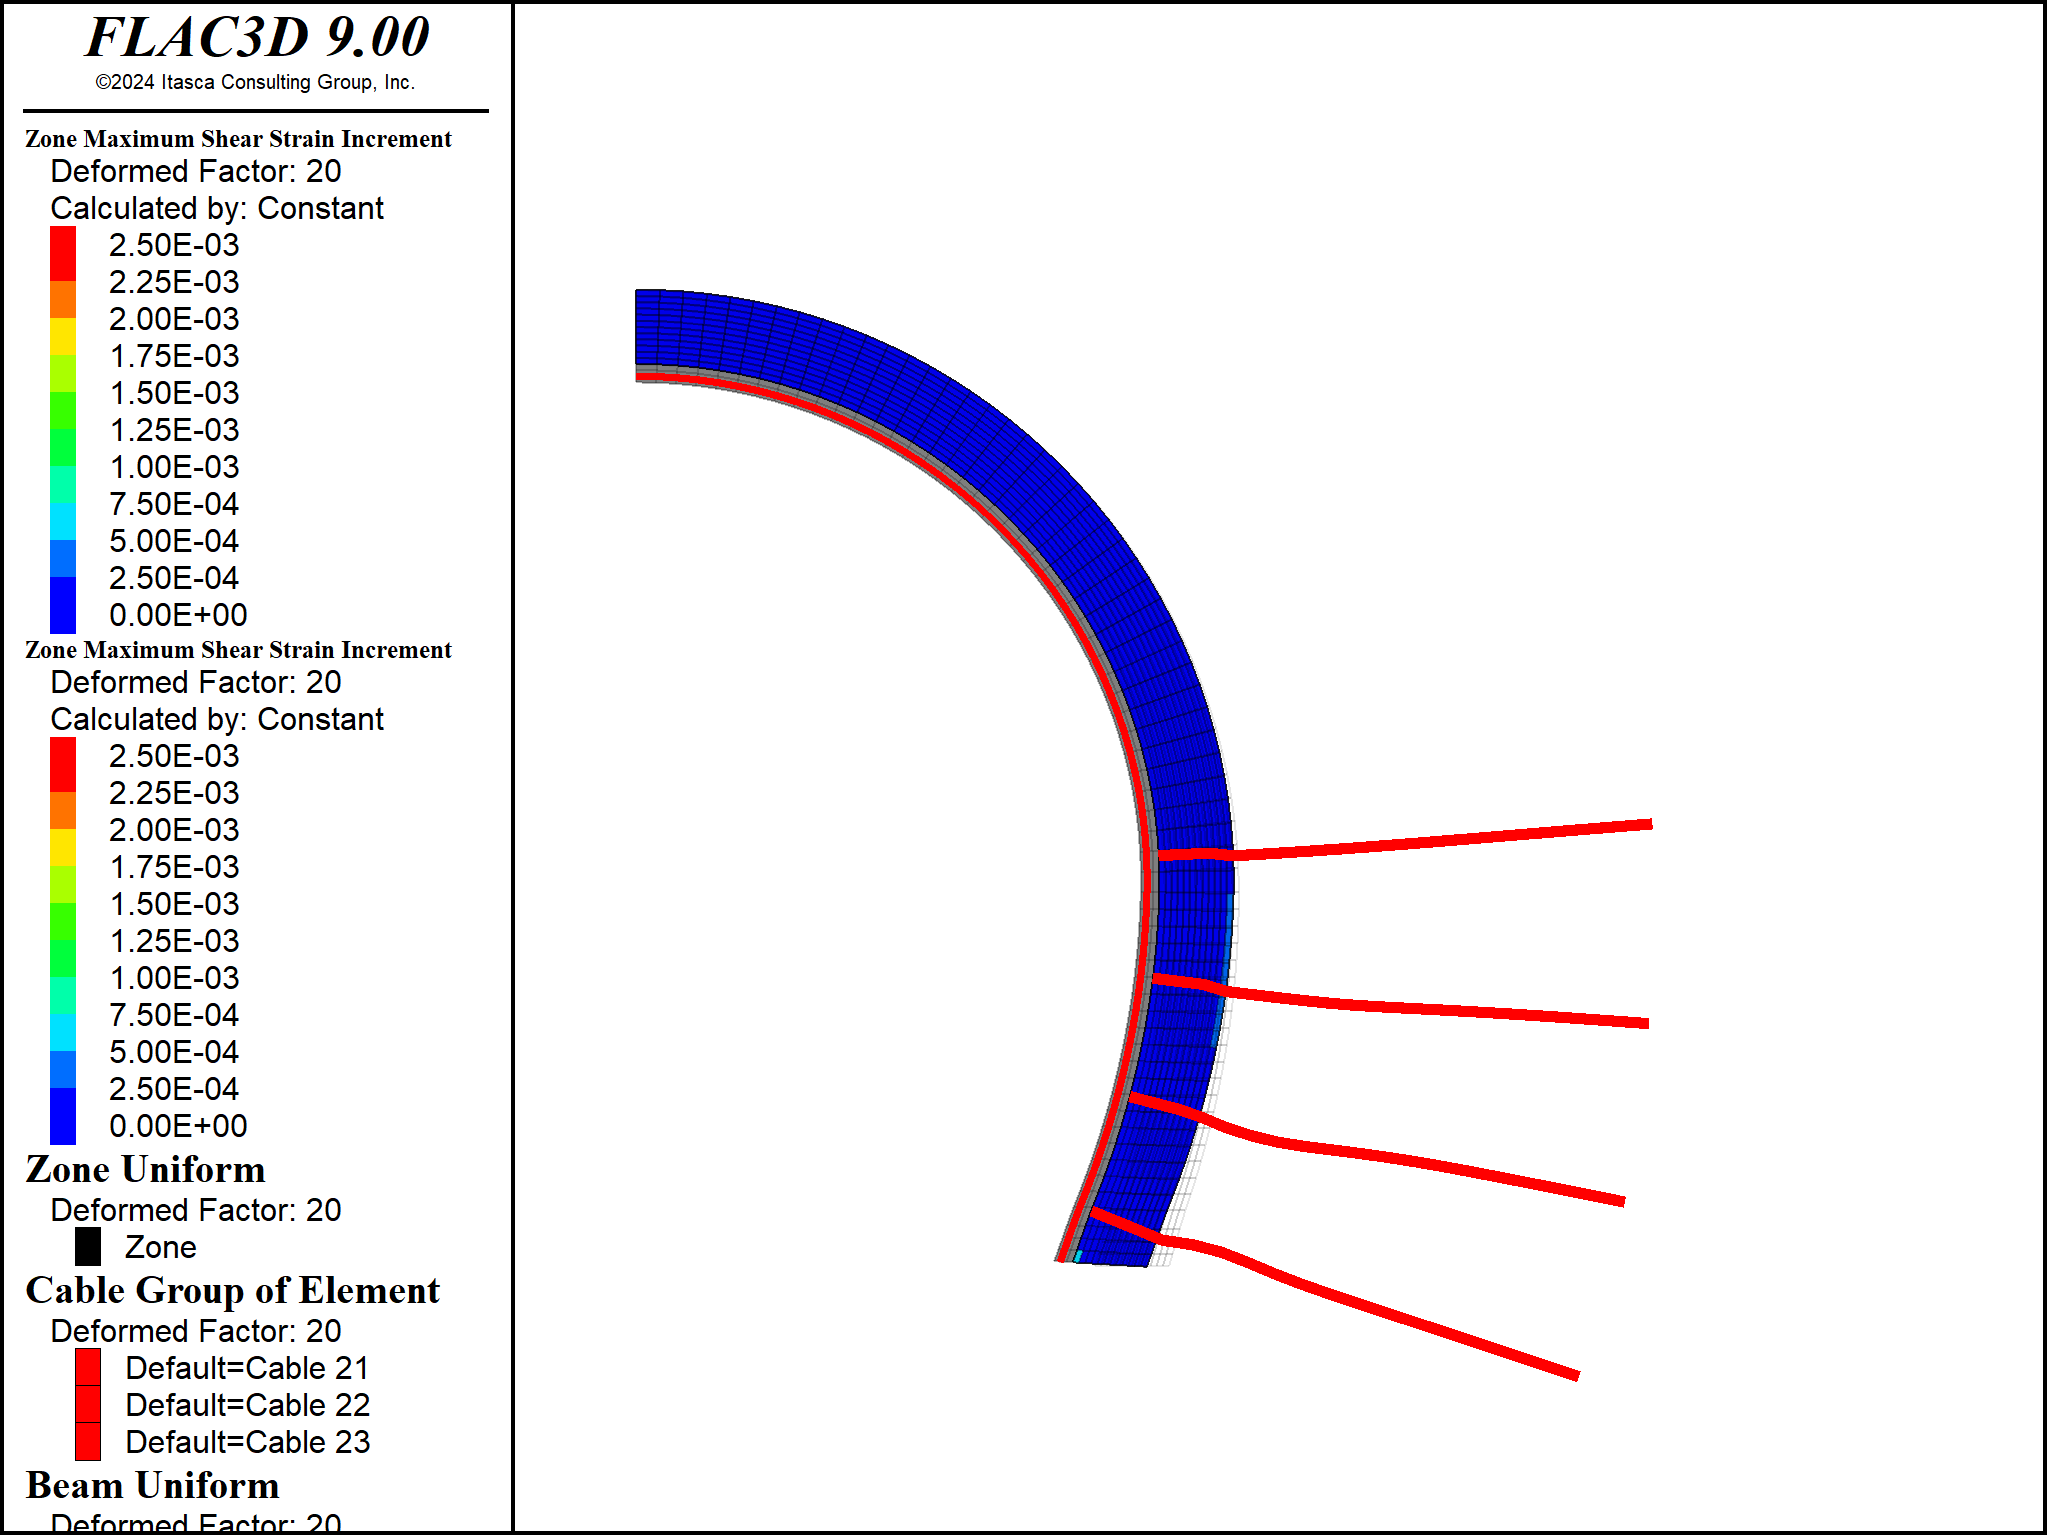 FLAC3D 9.00
©2024 Itasca Consulting Group, Inc.
Zone Maximum Shear Strain Increment
Deformed Factor: 20
Calculated by: Constant
2.50E-03
2.25E-03
2.00E-03
1.75E-03
1.50E-03
1.25E-03
1.00E-03
7.50E-04
5.00E-04
2.50E-04
0.00E+00
Zone Maximum Shear Strain Increment
Deformed Factor: 20
Calculated by: Constant
2.50E-03
2.25E-03
2.00E-03
1.75E-03
1.50E-03
1.25E-03
1.00E-03
7.50E-04
5.00E-04
2.50E-04
0.00E+00
Zone Uniform
Deformed Factor: 20
Zone
Cable Group of Element
Deformed Factor: 20
Default=Cable 21
Default=Cable 22
Default=Cable 23
Beam Uniform
Deformed Factor: 20